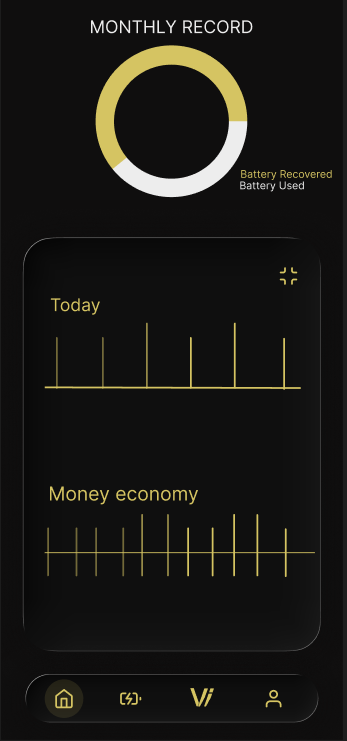 MONTHLY RECORD
Battery Recovered
Battery Used
Today
Money economy
Vi